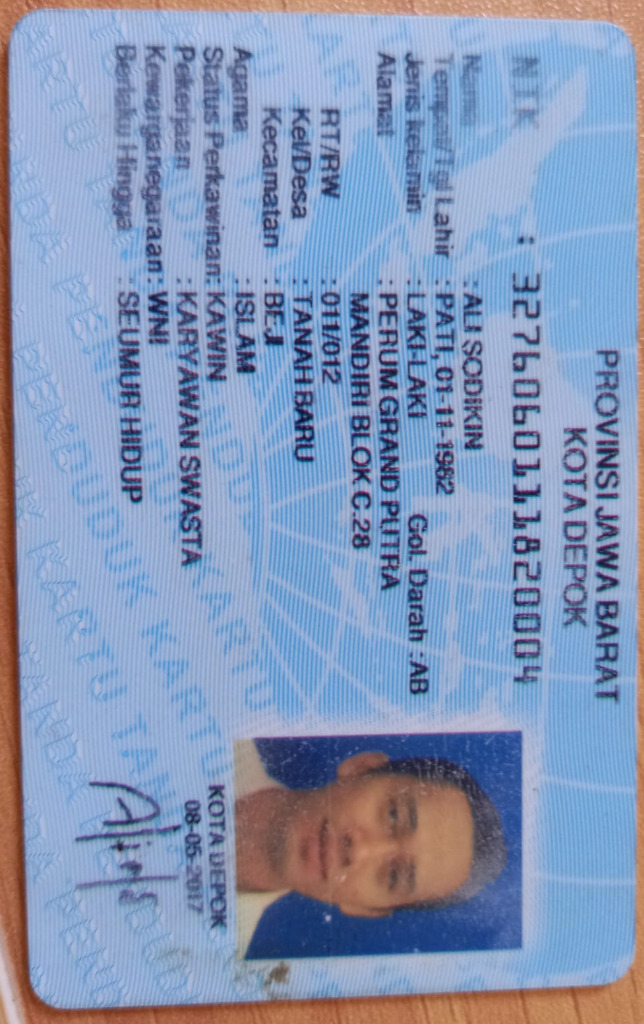 PROVINSI JAWA BARAT
KOTA DEPOK
NIK : 3276060111820004
Nama : ALI SODIKIN
Tempat/Tgl Lahir : PATI, 01-11-1982
Jenis kelamin : LAKI-LAKI Gol. Darah : AB
Alamat : PERUM GRAND PUTRA
MANDIRI BLOK C.28
RT/RW : 011/012
Kel/Desa : TANAH BARU
Kecamatan : BEJI
Agama : ISLAM
Status Perkawinan: KAWIN
Pekerjaan : KARYAWAN SWASTA
Kewarganegaraan: WNI
Berlaku Hingga : SEUMUR HIDUP
KOTA DEPOK
08-05-2017